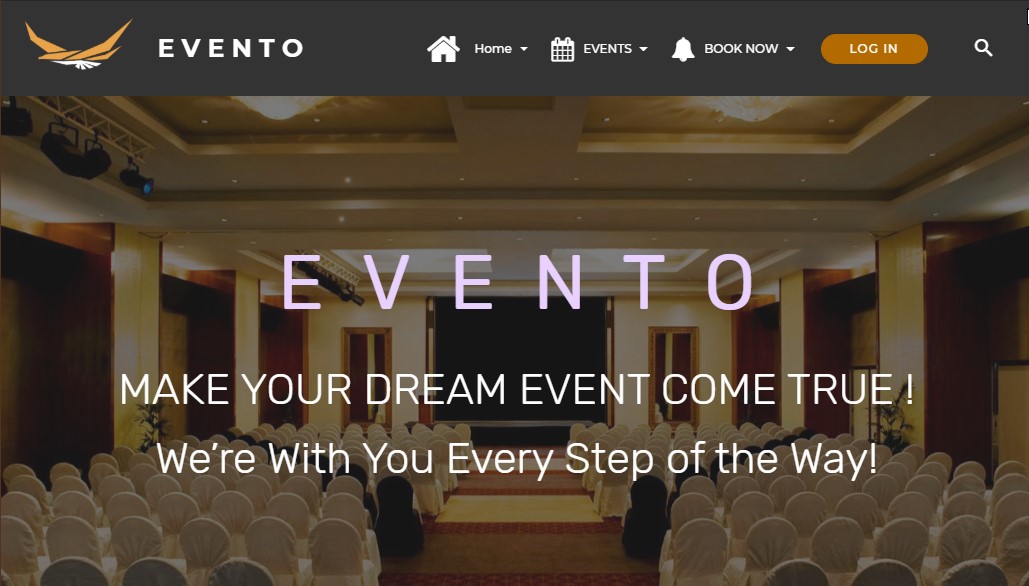 EVENTO
Home
EVENTS
BOOK NOW
LOG IN
EVENTO
MAKE YOUR DREAM EVENT COME TRUE !
We’re With You Every Step of the Way!